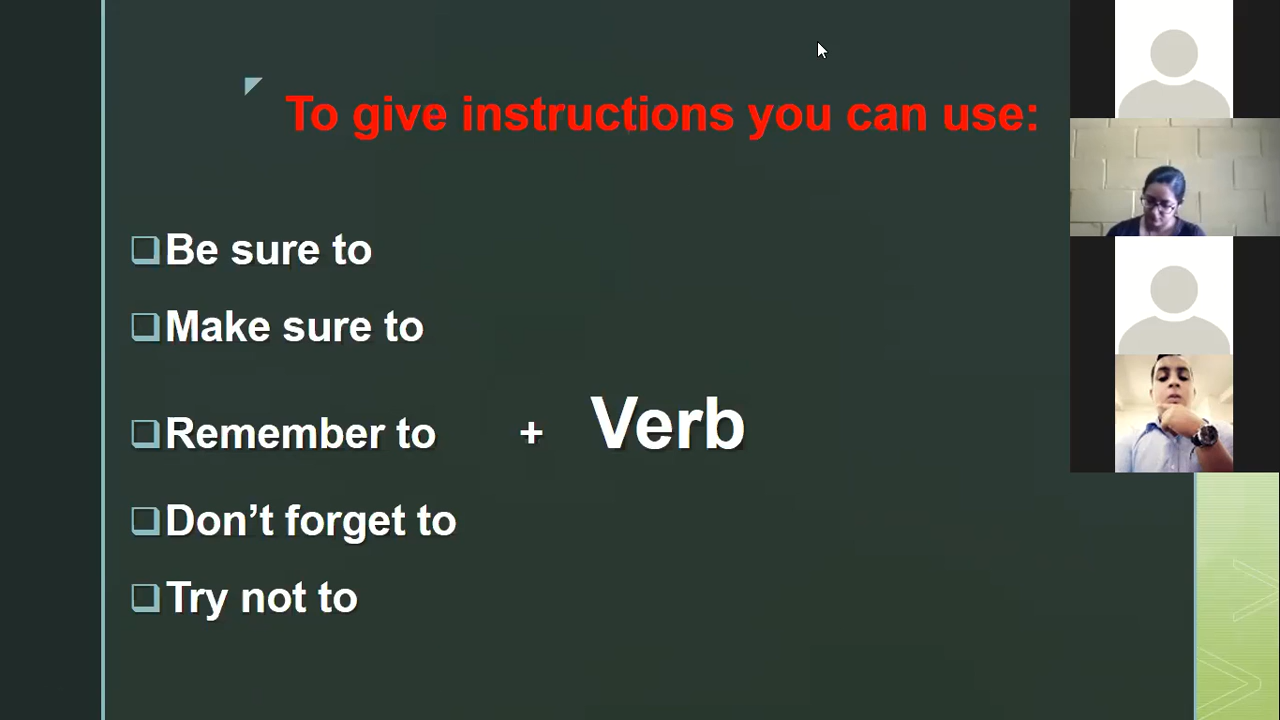 To give instructions you can use:
Be sure to
Make sure to
Remember to + Verb
Don’t forget to
Try not to